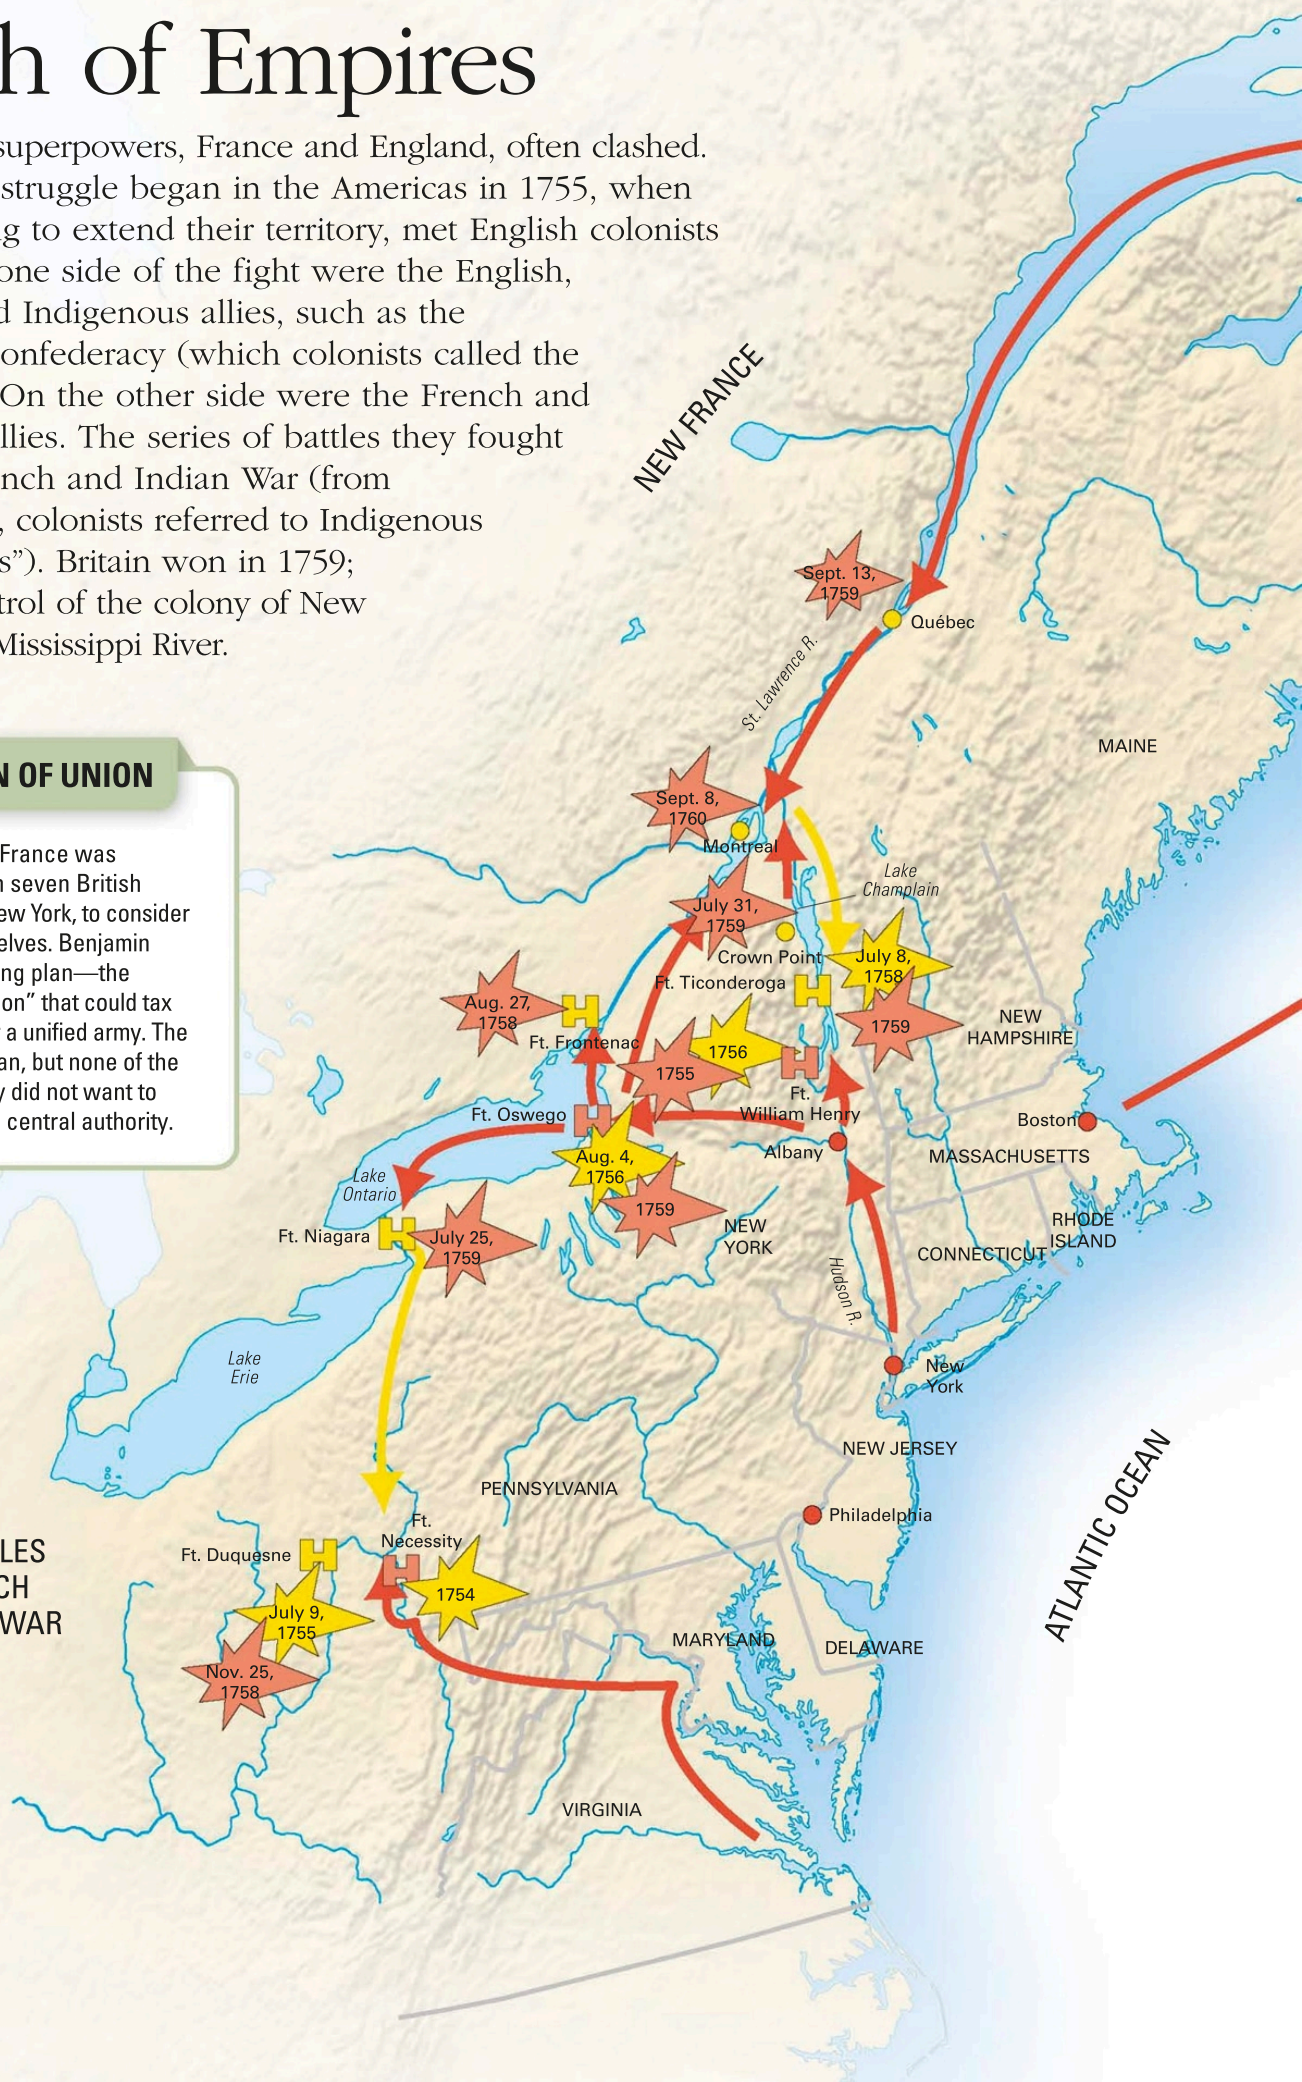 h of Empires
superpowers, France and England, often clashed.
struggle began in the Americas in 1755, when
g to extend their territory, met English colonists
one side of the fight were the English,
d Indigenous allies, such as the
onfederacy (which colonists called the
On the other side were the French and
llies. The series of battles they fought
nch and Indian War (from
, colonists referred to Indigenous
s”). Britain won in 1759;
trol of the colony of New
Mississippi River.
N OF UNION
France was
n seven British
ew York, to consider
elves. Benjamin
ng plan—the
on” that could tax
r a unified army. The
an, but none of the
y did not want to
central authority.
LES
CH
WAR
NEW FRANCE
Sept. 13,
1759
Québec
St. Lawrence R.
MAINE
Sept. 8,
1760
Montreal
Lake
Champlain
July 31,
1759
Crown Point
July 8,
1758
Ft. Ticonderoga
Aug. 27,
1758
Ft. Frontenac
1759
NEW
HAMPSHIRE
1756
1755
Ft.
William Henry
Ft. Oswego
Boston
Albany
MASSACHUSETTS
Aug. 4,
1756
Lake
Ontario
1759
NEW
YORK
RHODE
ISLAND
CONNECTICUT
Ft. Niagara
July 25,
1759
Hudson R.
Lake
Erie
New
York
NEW JERSEY
ATLANTIC OCEAN
PENNSYLVANIA
Philadelphia
Ft.
Necessity
Ft. Duquesne
1754
July 9,
1755
MARYLAND
DELAWARE
Nov. 25,
1758
VIRGINIA